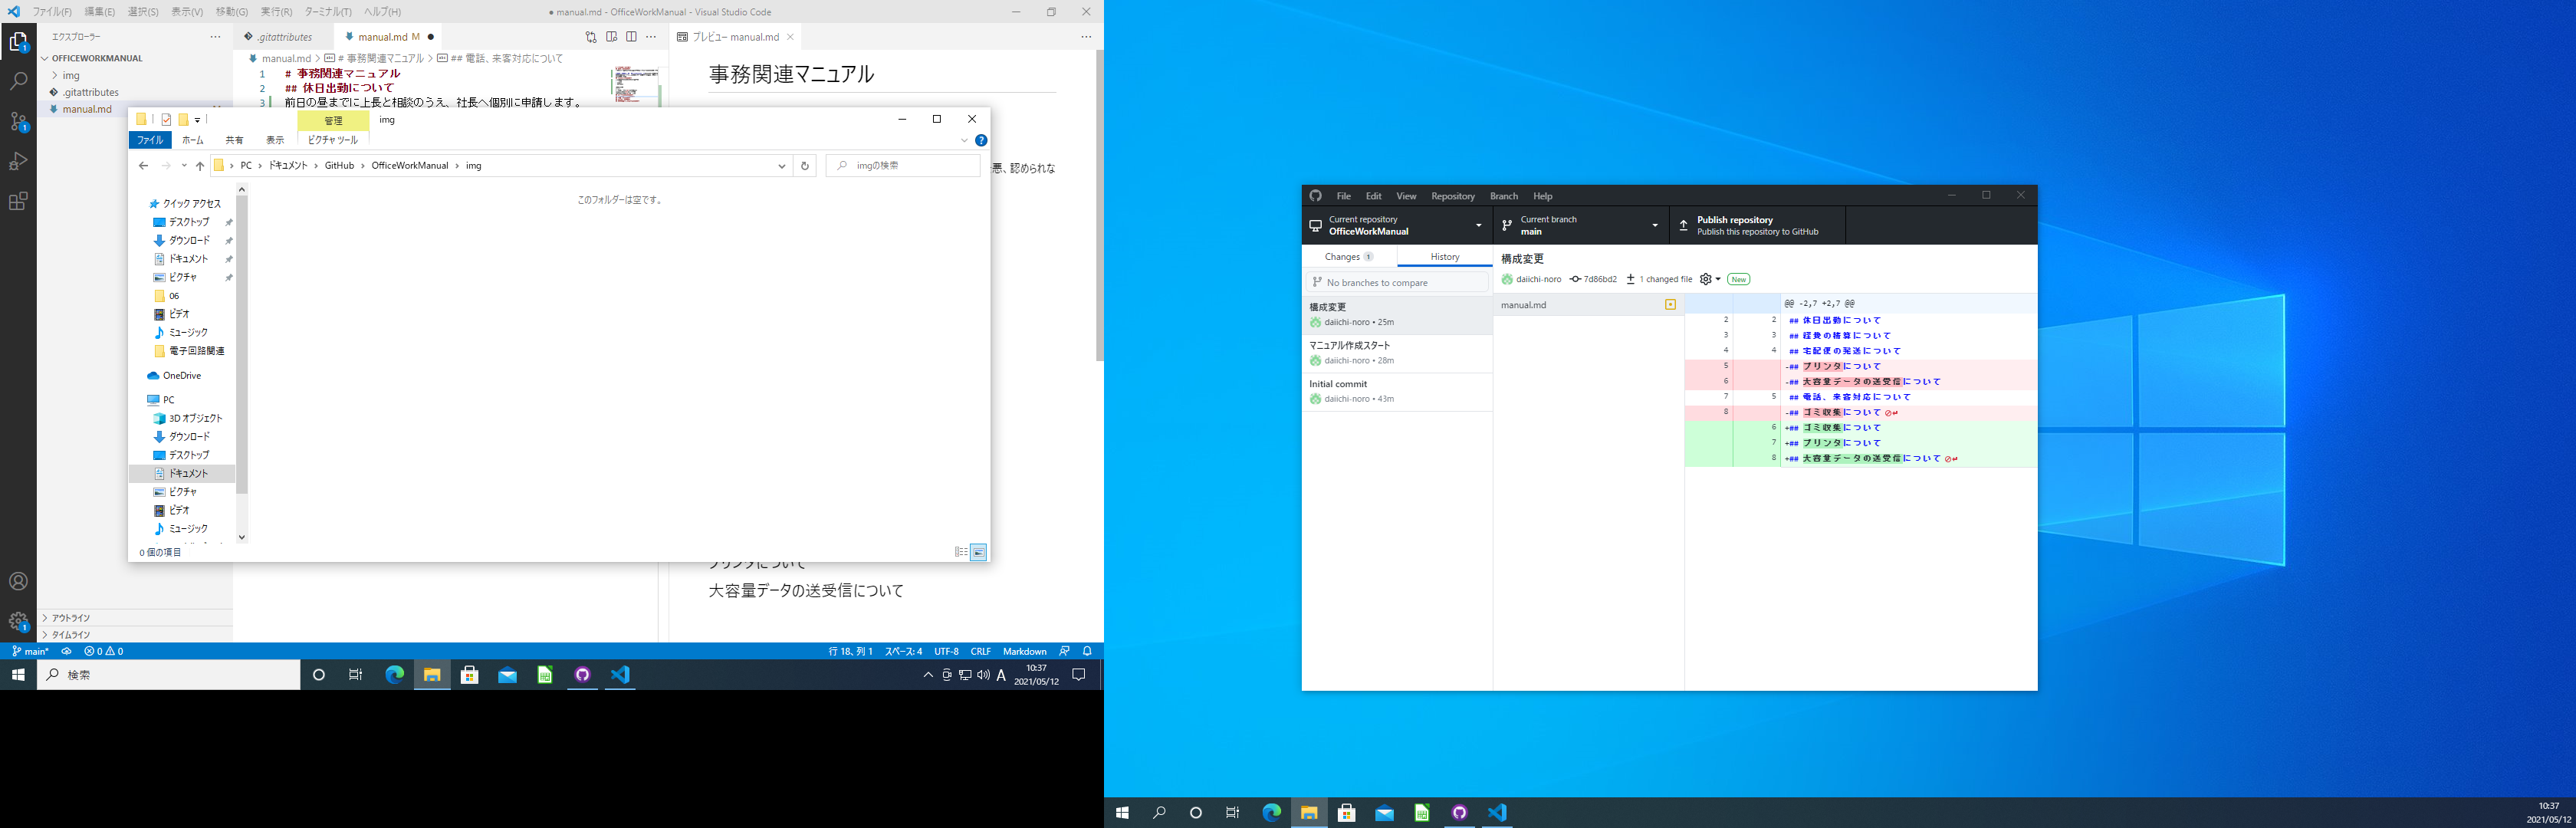 ファイル(F) 編集(E) 選択(S) 表示(V) 移動(G) 実行(R) ターミナル(T) ヘルプ(H)
● manual.md - OfficeWorkManual - Visual Studio Code
エクスプローラー
OFFICEWORKMANUAL
img
.gitattributes
manual.md
.gitattributes
manual.md M
プレビュー manual.md
manual.md > # 事務関連マニュアル > ## 電話、来客対応について
1 # 事務関連マニュアル
2 ## 休日出勤について
3 前日の昼までに上長と相談のうえ、社長へ個別に申請します。
事務関連マニュアル
悪、認められな
管理
img
ファイル
ホーム
共有
表示
ピクチャ ツール
PC > ドキュメント > GitHub > OfficeWorkManual > img
imgの検索
このフォルダーは空です。
クイック アクセス
デスクトップ
ダウンロード
ドキュメント
ピクチャ
06
ビデオ
ミュージック
電子回路関連
OneDrive
PC
3D オブジェクト
ダウンロード
デスクトップ
ドキュメント
ピクチャ
ビデオ
ミュージック
0 個の項目
プリンタについて
大容量データの送受信について
アウトライン
タイムライン
main*
0
0
行 18、列 1
スペース: 4
UTF-8
CRLF
Markdown
検索
A
10:37
2021/05/12
File Edit View Repository Branch Help
Current repository
OfficeWorkManual
Current branch
main
Publish repository
Publish this repository to GitHub
Changes 1
History
No branches to compare
構成変更
daiichi-noro • 25m
マニュアル作成スタート
daiichi-noro • 28m
Initial commit
daiichi-noro • 43m
構成変更
daiichi-noro
7d86bd2
1 changed file
New
manual.md
@@ -2,7 +2,7 @@
2 2 ## 休日出勤について
3 3 ## 経費の精算について
4 4 ## 宅配便の発送について
5 -## プリンタについて
6 -## 大容量データの送受信について
7 5 ## 電話、来客対応について
8 -## ゴミ収集について
6 +## ゴミ収集について
7 +## プリンタについて
8 +## 大容量データの送受信について
10:37
2021/05/12